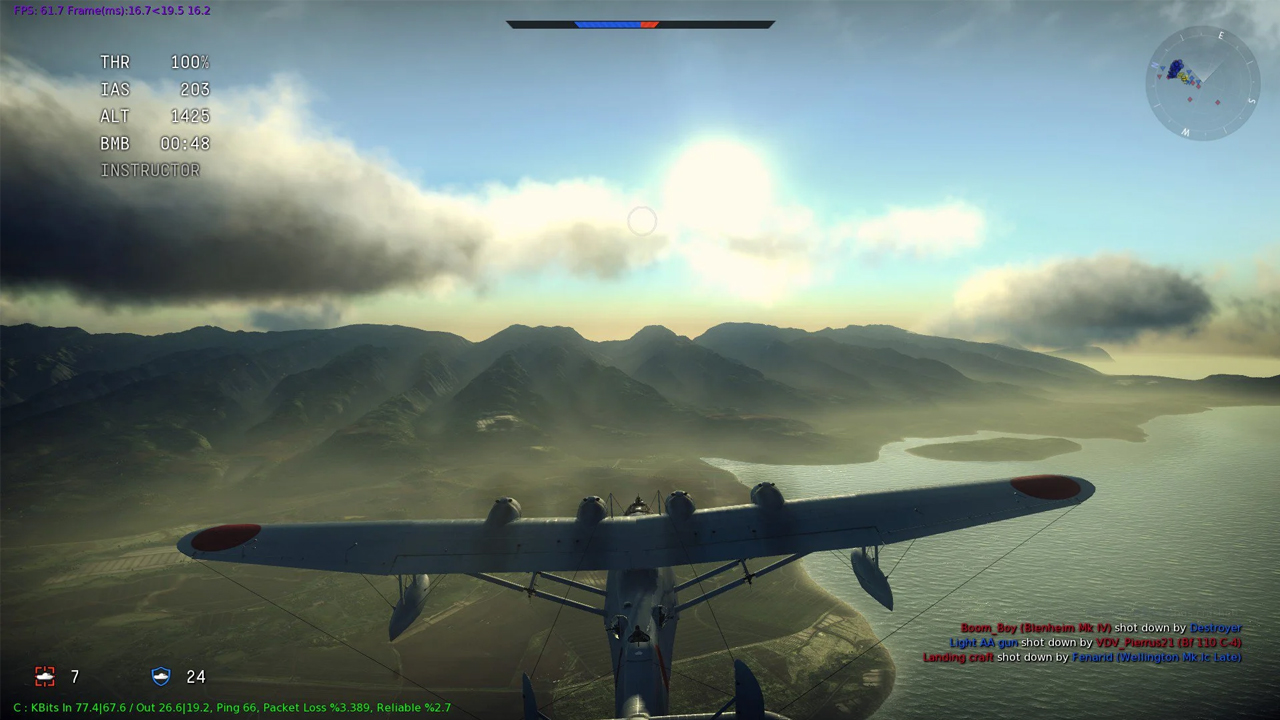 FPS: 61.7 Frame(ms):16.7<19.5 16.2
THR 100%
IAS 203
ALT 1425
BMB 00:48
INSTRUCTOR
E
N
S
W
Boom_Boy (Blenheim Mk IV) shot down by Destroyer
Light AA gun shot down by VDV_Pierrus21 (Bf 110 C-4)
Landing craft shot down by Fenarid (Wellington Mk Ic Late)
7 24
C : KBits In 77.4|67.6 / Out 26.6|19.2, Ping 66, Packet Loss %3.389, Reliable %2.7